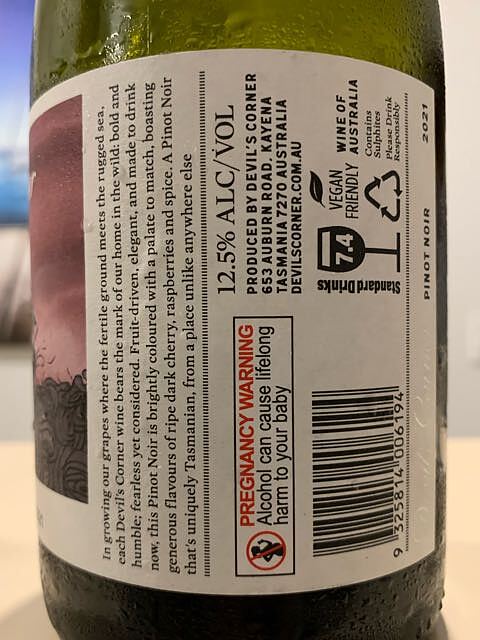 In growing our grapes where the fertile ground meets the rugged sea,
each Devil's Corner wine bears the mark of our home in the wild: bold and
humble; fearless yet considered. Fruit-driven, elegant, and made to drink
now, this Pinot Noir is brightly coloured with a palate to match, boasting
generous flavours of ripe dark cherry, raspberries and spice. A Pinot Noir
that's uniquely Tasmanian, from a place unlike anywhere else
12.5% ALC/VOL
PRODUCED BY DEVIL'S CORNER
653 AUBURN ROAD, KAYENA
TASMANIA 7270 AUSTRALIA
DEVILSCORNER.COM.AU
PREGNANCY WARNING
Alcohol can cause lifelong
harm to your baby
7.4
Standard Drinks
VEGAN
FRIENDLY
WINE OF
AUSTRALIA
Contains
Sulphites
Please Drink
Responsibly
9 325814 006194
PINOT NOIR 2021